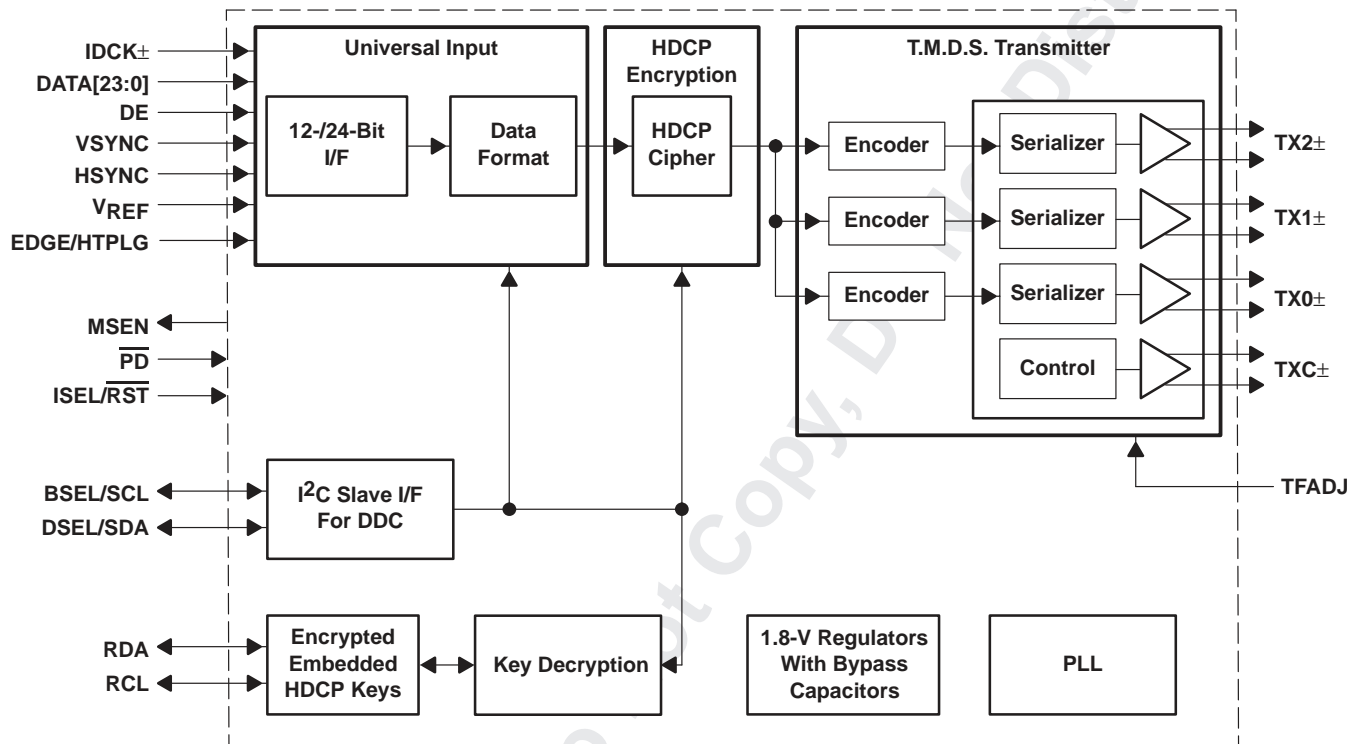 IDCK±
DATA[23:0]
DE
VSYNC
HSYNC
VREF
EDGE/HTPLG
MSEN
PD
ISEL/RST
BSEL/SCL
DSEL/SDA
RDA
RCL
Universal Input
12-/24-Bit
I/F
Data
Format
HDCP
Encryption
HDCP
Cipher
T.M.D.S. Transmitter
Encoder
Serializer
Encoder
Serializer
Encoder
Serializer
Control
TX2±
TX1±
TX0±
TXC±
TFADJ
I2C Slave I/F
For DDC
Encrypted
Embedded
HDCP Keys
Key Decryption
1.8-V Regulators
With Bypass
Capacitors
PLL
ot Copy, D